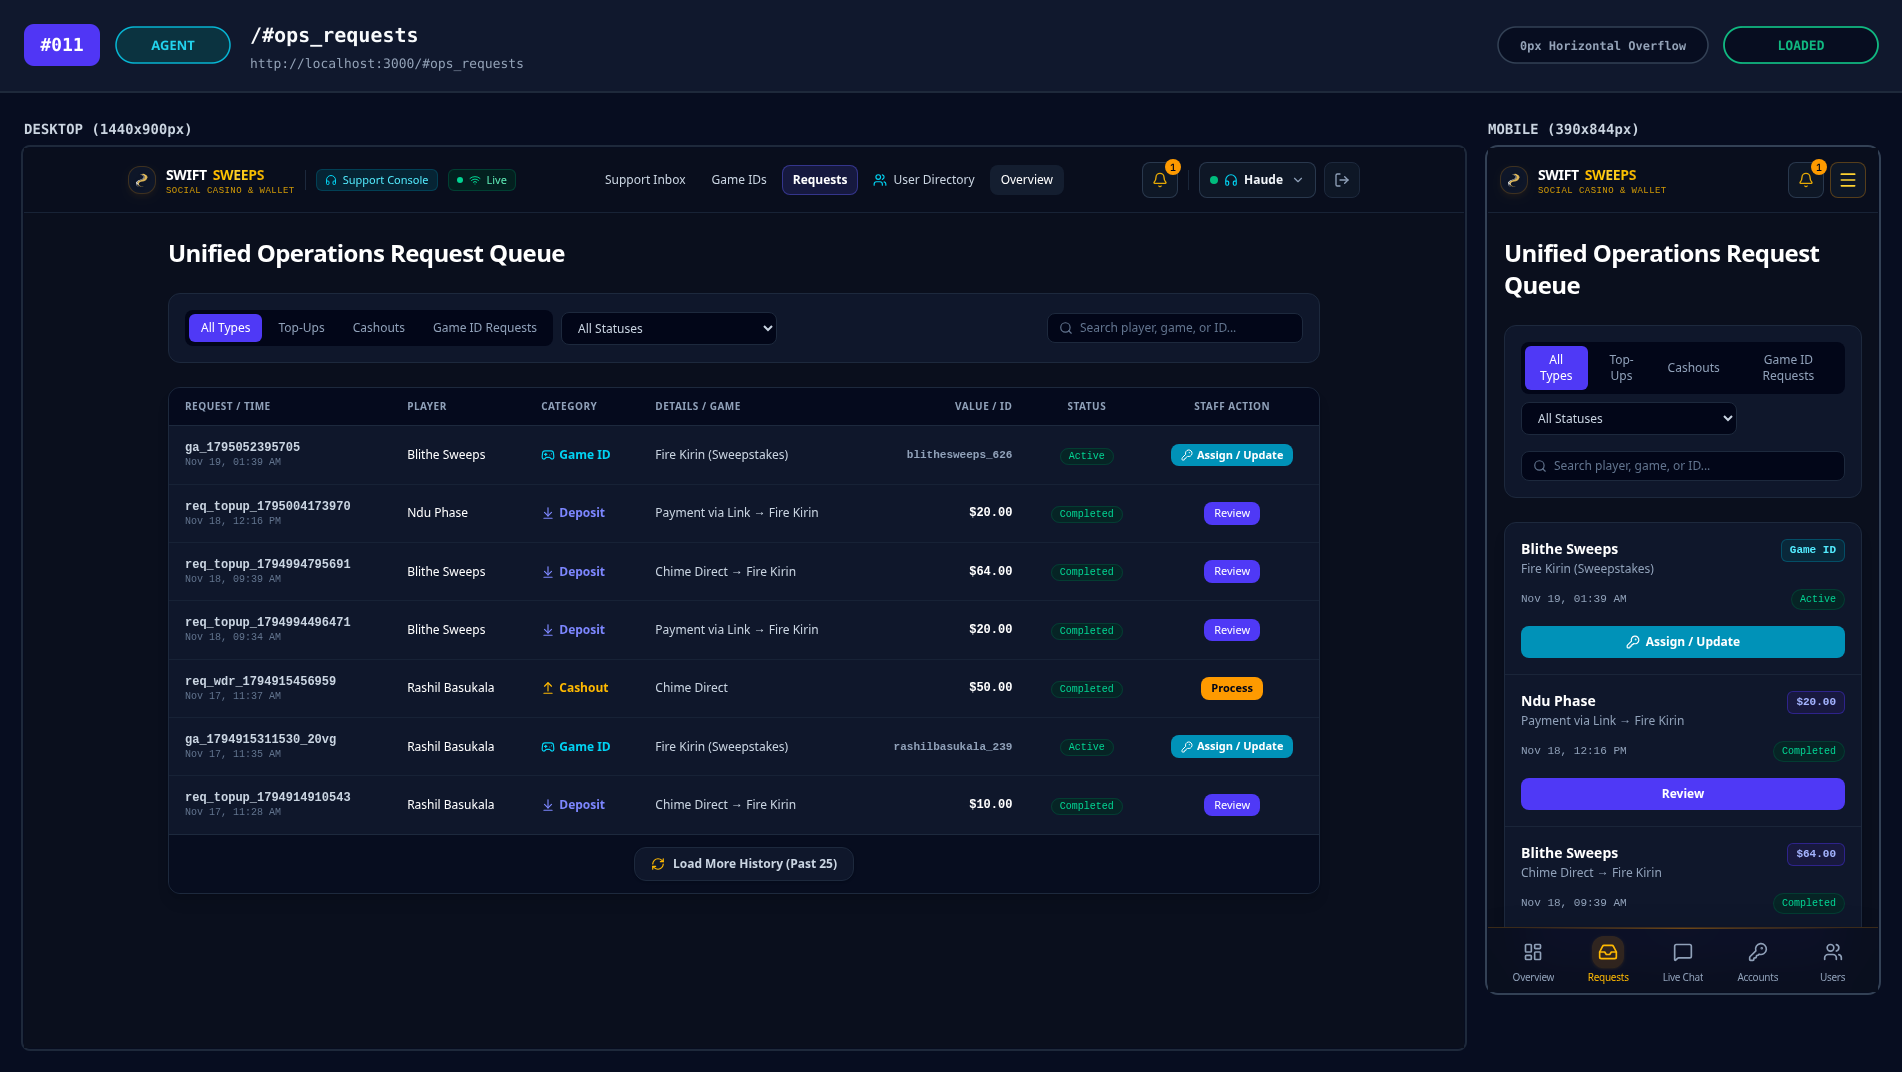 #011
AGENT
/#ops_requests
http://localhost:3000/#ops_requests
0px Horizontal Overflow
LOADED
DESKTOP (1440x900px)
SWIFT SWEEPS
SOCIAL CASINO & WALLET
Support Console
Live
Support Inbox
Game IDs
Requests
User Directory
Overview
1
Haude
Unified Operations Request Queue
All Types
Top-Ups
Cashouts
Game ID Requests
All Statuses
Search player, game, or ID...
REQUEST / TIME PLAYER CATEGORY DETAILS / GAME VALUE / ID STATUS STAFF ACTION
ga_1795052395705
Nov 19, 01:39 AM
Blithe Sweeps Game ID Fire Kirin (Sweepstakes) blithesweeps_626 Active Assign / Update
req_topup_1795004173970
Nov 18, 12:16 PM
Ndu Phase Deposit Payment via Link → Fire Kirin $20.00 Completed Review
req_topup_1794994795691
Nov 18, 09:39 AM
Blithe Sweeps Deposit Chime Direct → Fire Kirin $64.00 Completed Review
req_topup_1794994496471
Nov 18, 09:34 AM
Blithe Sweeps Deposit Payment via Link → Fire Kirin $20.00 Completed Review
req_wdr_1794915456959
Nov 17, 11:37 AM
Rashil Basukala Cashout Chime Direct $50.00 Completed Process
ga_1794915311530_20vg
Nov 17, 11:35 AM
Rashil Basukala Game ID Fire Kirin (Sweepstakes) rashilbasukala_239 Active Assign / Update
req_topup_1794914910543
Nov 17, 11:28 AM
Rashil Basukala Deposit Chime Direct → Fire Kirin $10.00 Completed Review
Load More History (Past 25)
MOBILE (390x844px)
SWIFT SWEEPS
SOCIAL CASINO & WALLET
1
Unified Operations Request
Queue
All
Types
Top-
Ups
Cashouts
Game ID
Requests
All Statuses
Search player, game, or ID...
Blithe Sweeps Game ID
Fire Kirin (Sweepstakes)
Nov 19, 01:39 AM Active
Assign / Update
Ndu Phase $20.00
Payment via Link → Fire Kirin
Nov 18, 12:16 PM Completed
Review
Blithe Sweeps $64.00
Chime Direct → Fire Kirin
Nov 18, 09:39 AM Completed
Overview Requests Live Chat Accounts Users